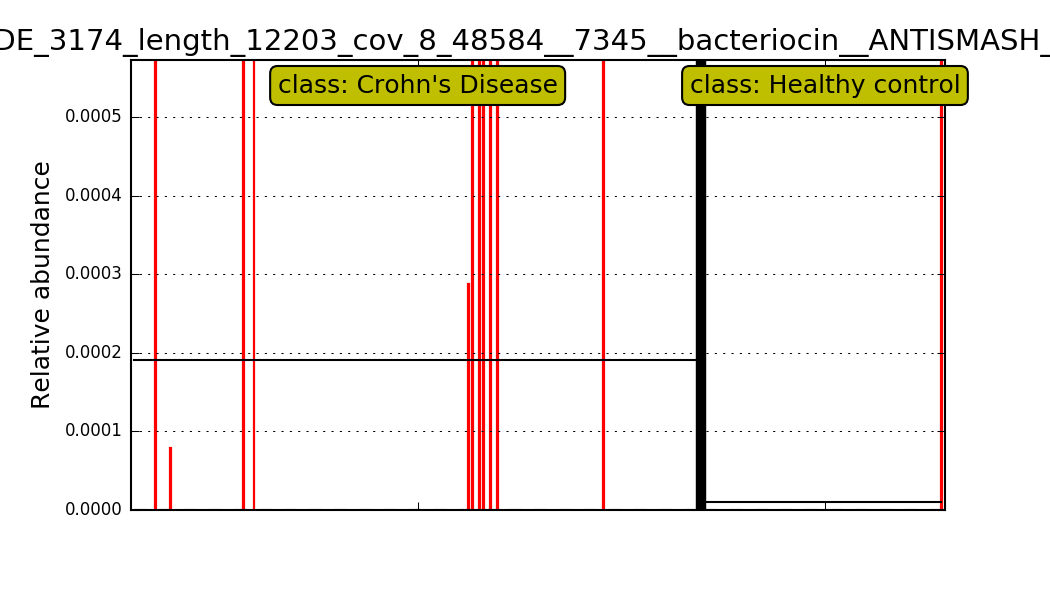 DE_3174_length_12203_cov_8_48584__7345__bacteriocin__ANTISMASH_
class: Crohn's Disease
class: Healthy control
Relative abundance
0.0005
0.0004
0.0003
0.0002
0.0001
0.0000